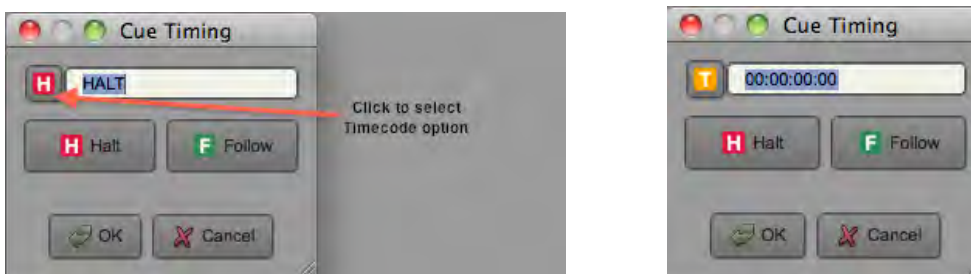 Cue Timing
H HALT
Click to select
Timecode option
H Halt F Follow
OK Cancel
Cue Timing
T 00:00:00:00
H Halt F Follow
OK Cancel